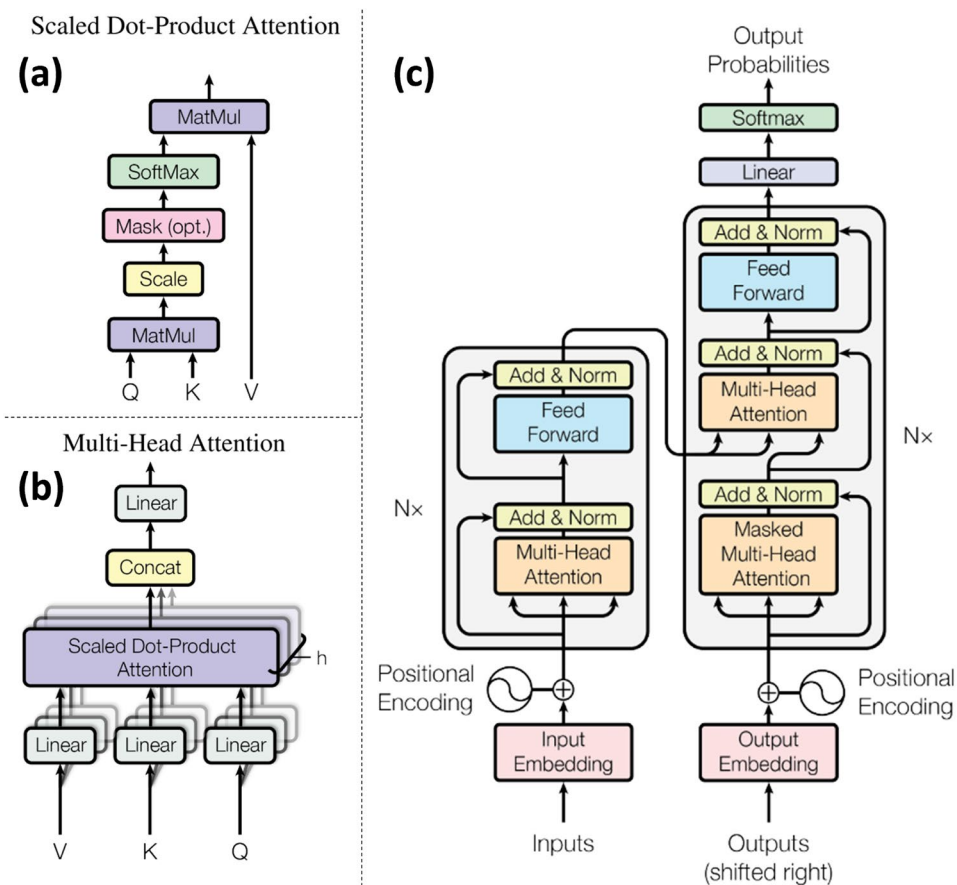 Scaled Dot-Product Attention
(a)
MatMul
SoftMax
Mask (opt.)
Scale
MatMul
Q K V
Multi-Head Attention
(b)
Linear
Concat
Scaled Dot-Product
Attention
h
Linear Linear Linear
V K Q
(c)
Output
Probabilities
Softmax
Linear
Add & Norm
Feed
Forward
Add & Norm
Multi-Head
Attention
Nx
Add & Norm
Masked
Multi-Head
Attention
Add & Norm
Feed
Forward
Nx
Add & Norm
Multi-Head
Attention
Positional
Encoding
Positional
Encoding
Input
Embedding
Output
Embedding
Inputs
Outputs
(shifted right)